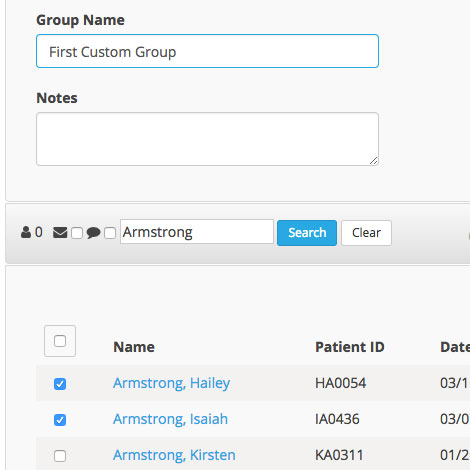 Group Name
First Custom Group
Notes
0 Armstrong Search Clear
Name Patient ID Date
Armstrong, Hailey HA0054 03/1
Armstrong, Isaiah IA0436 03/0
Armstrong, Kirsten KA0311 01/2